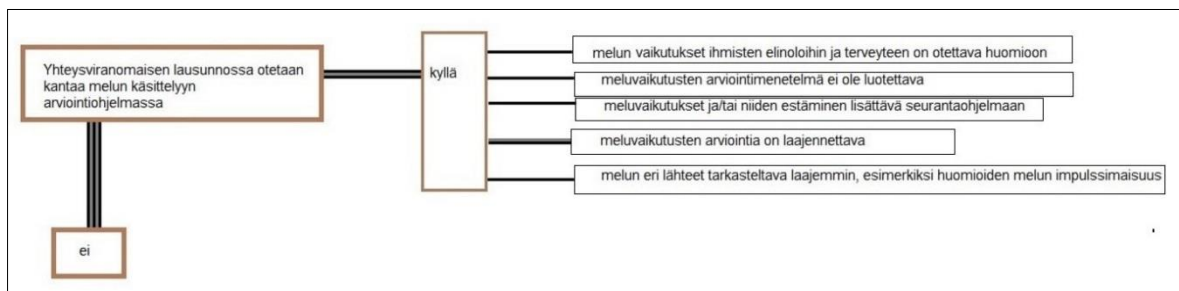 Yhteysviranomaisen lausunnossa otetaan
kantaa melun käsittelyyn
arviointiohjelmassa
kyllä
melun vaikutukset ihmisten elinoloihin ja terveyteen on otettava huomioon
meluvaikutusten arviointimenetelmä ei ole luotettava
meluvaikutukset ja/tai niiden estäminen lisättävä seurantaohjelmaan
meluvaikutusten arviointia on laajennettava
melun eri lähteet tarkasteltava laajemmin, esimerkiksi huomioiden melun impulssimaisuus
ei